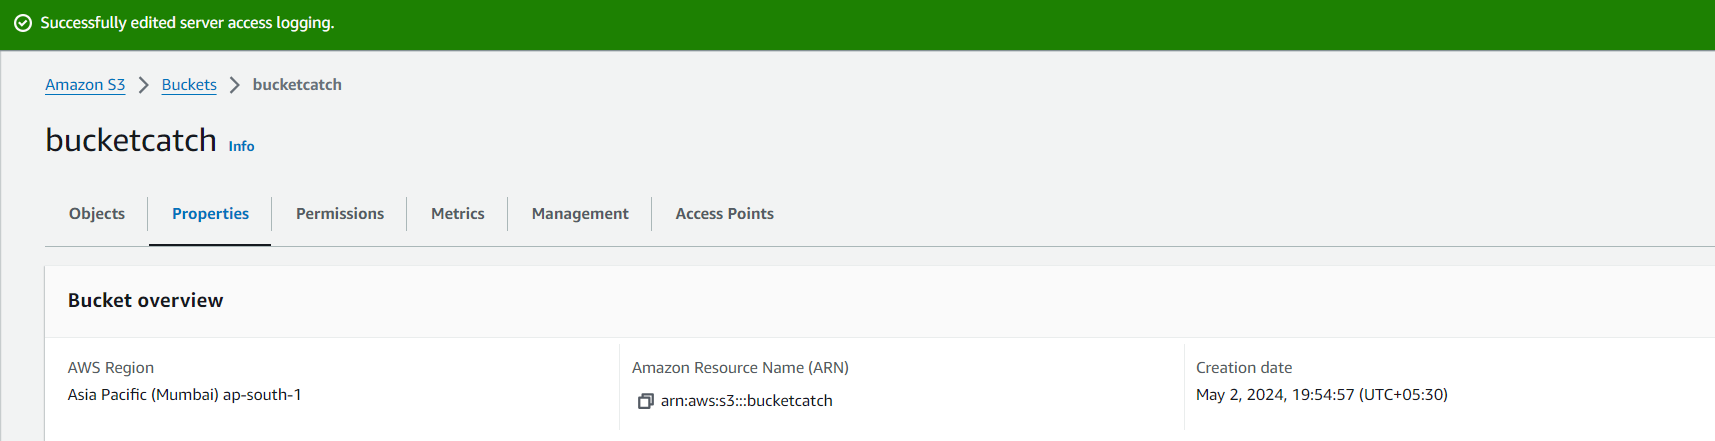 Successfully edited server access logging.
Amazon S3 > Buckets > bucketcatch
bucketcatch Info
Objects Properties Permissions Metrics Management Access Points
Bucket overview
AWS Region Amazon Resource Name (ARN) Creation date
Asia Pacific (Mumbai) ap-south-1 arn:aws:s3:::bucketcatch May 2, 2024, 19:54:57 (UTC+05:30)